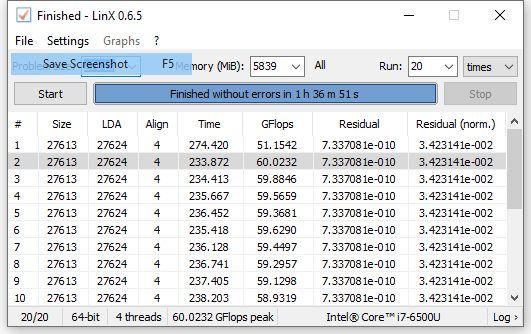 Finished - LinX 0.6.5
File Settings Graphs ?
Save Screenshot F5
Memory (MiB): 5839 All Run: 20 times
Start Finished without errors in 1 h 36 m 51 s Stop
# Size LDA Align Time GFlops Residual Residual (norm.)
1 27613 27624 4 274.420 51.1542 7.337081e-010 3.423141e-002
2 27613 27624 4 233.872 60.0232 7.337081e-010 3.423141e-002
3 27613 27624 4 234.413 59.8846 7.337081e-010 3.423141e-002
4 27613 27624 4 235.667 59.5659 7.337081e-010 3.423141e-002
5 27613 27624 4 236.452 59.3681 7.337081e-010 3.423141e-002
6 27613 27624 4 235.418 59.6290 7.337081e-010 3.423141e-002
7 27613 27624 4 236.128 59.4497 7.337081e-010 3.423141e-002
8 27613 27624 4 236.741 59.2957 7.337081e-010 3.423141e-002
9 27613 27624 4 237.405 59.1298 7.337081e-010 3.423141e-002
10 27613 27624 4 238.203 58.9319 7.337081e-010 3.423141e-002
20/20 64-bit 4 threads 60.0232 GFlops peak Intel® Core™ i7-6500U Log ›